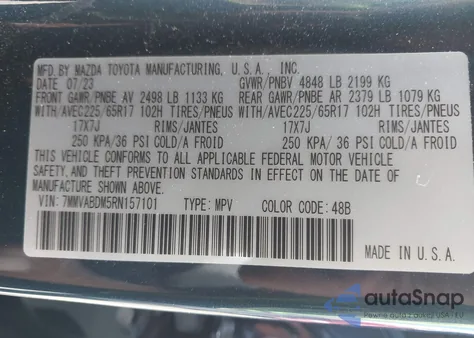 MFD.BY MAZDA TOYOTA MANUFACTURING, U.S.A., INC.
DATE 07/23 GVWR/PNBV 4848 LB 2199 KG
FRONT GAWR/PNBE AV 2498 LB 1133 KG REAR GAWR/PNBE AR 2379 LB 1079 KG
WITH/AVEC225/65R17 102H TIRES/PNEUS WITH/AVEC225/65R17 102H TIRES/PNEUS
17X7J RIMS/JANTES 17X7J RIMS/JANTES
250 KPA/36 PSI COLD/A FROID 250 KPA/ 36 PSI COLD/A FROID
THIS VEHICLE CONFORMS TO ALL APPLICABLE FEDERAL MOTOR VEHICLE
SAFETY,AND THEFT PREVENTION STANDARDS IN EFFECT ON THE DATE OF
MANUFACTURE SHOWN ABOVE.
VIN: 7MMVABDM5RN157101 TYPE: MPV COLOR: 48B
MADE IN U.S.A.
autoSnap